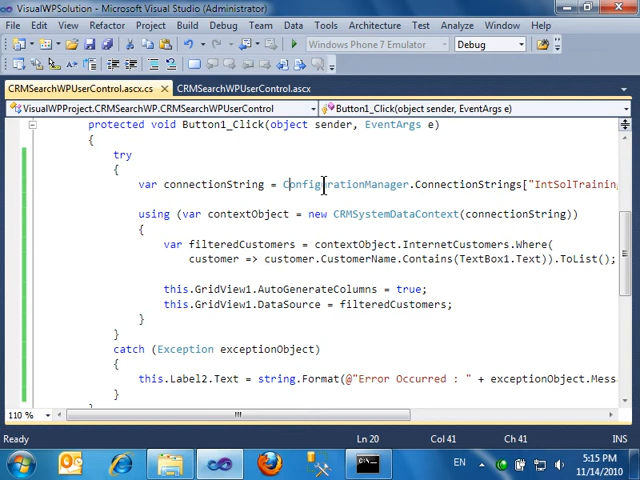 VisualWPSolution - Microsoft Visual Studio (Administrator)
File Edit View Refactor Project Build Debug Team Data Tools Architecture Test Analyze Window Help
Windows Phone 7 Emulator Debug
CRMSearchWPUserControl.ascx.cs CRMSearchWPUserControl.ascx
VisualWPProject.CRMSearchWP.CRMSearchWPUserControl Button1_Click(object sender, EventArgs e)
protected void Button1_Click(object sender, EventArgs e)
{
try
{
var connectionString = ConfigurationManager.ConnectionStrings["IntSolTraining
using (var contextObject = new CRMSystemDataContext(connectionString))
{
var filteredCustomers = contextObject.InternetCustomers.Where(
customer => customer.CustomerName.Contains(TextBox1.Text)).ToList();
this.GridView1.AutoGenerateColumns = true;
this.GridView1.DataSource = filteredCustomers;
}
}
catch (Exception exceptionObject)
{
this.Label2.Text = string.Format(@"Error Occurred : " + exceptionObject.Mess
}
110 %
Ready Ln 20 Col 41 Ch 41 INS
EN 5:15 PM
11/14/2010